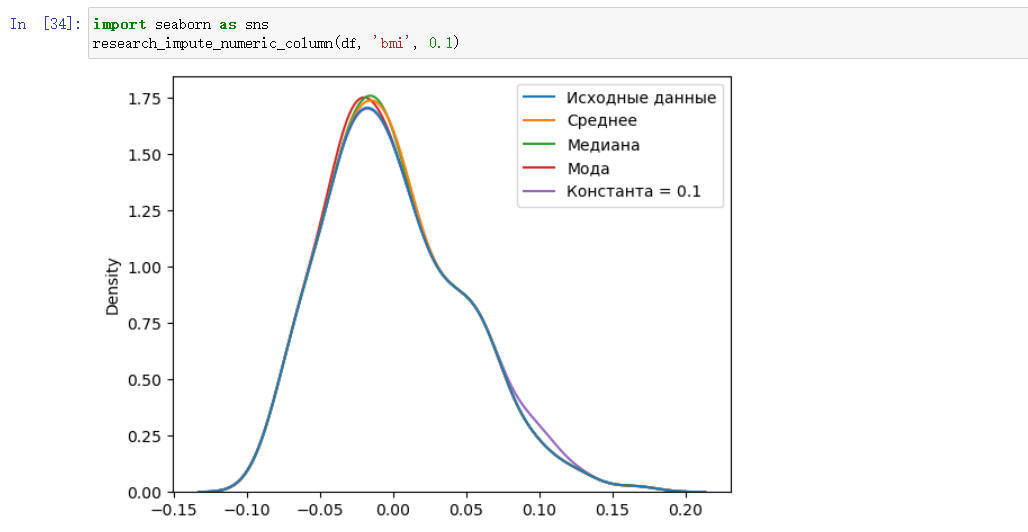 In [34]: import seaborn as sns
research_impute_numeric_column(df, 'bmi', 0.1)
Исходные данные
Среднее
Медиана
Мода
Константа = 0.1
1.75
1.50
1.25
1.00
0.75
0.50
0.25
0.00
Density
−0.15 −0.10 −0.05 0.00 0.05 0.10 0.15 0.20